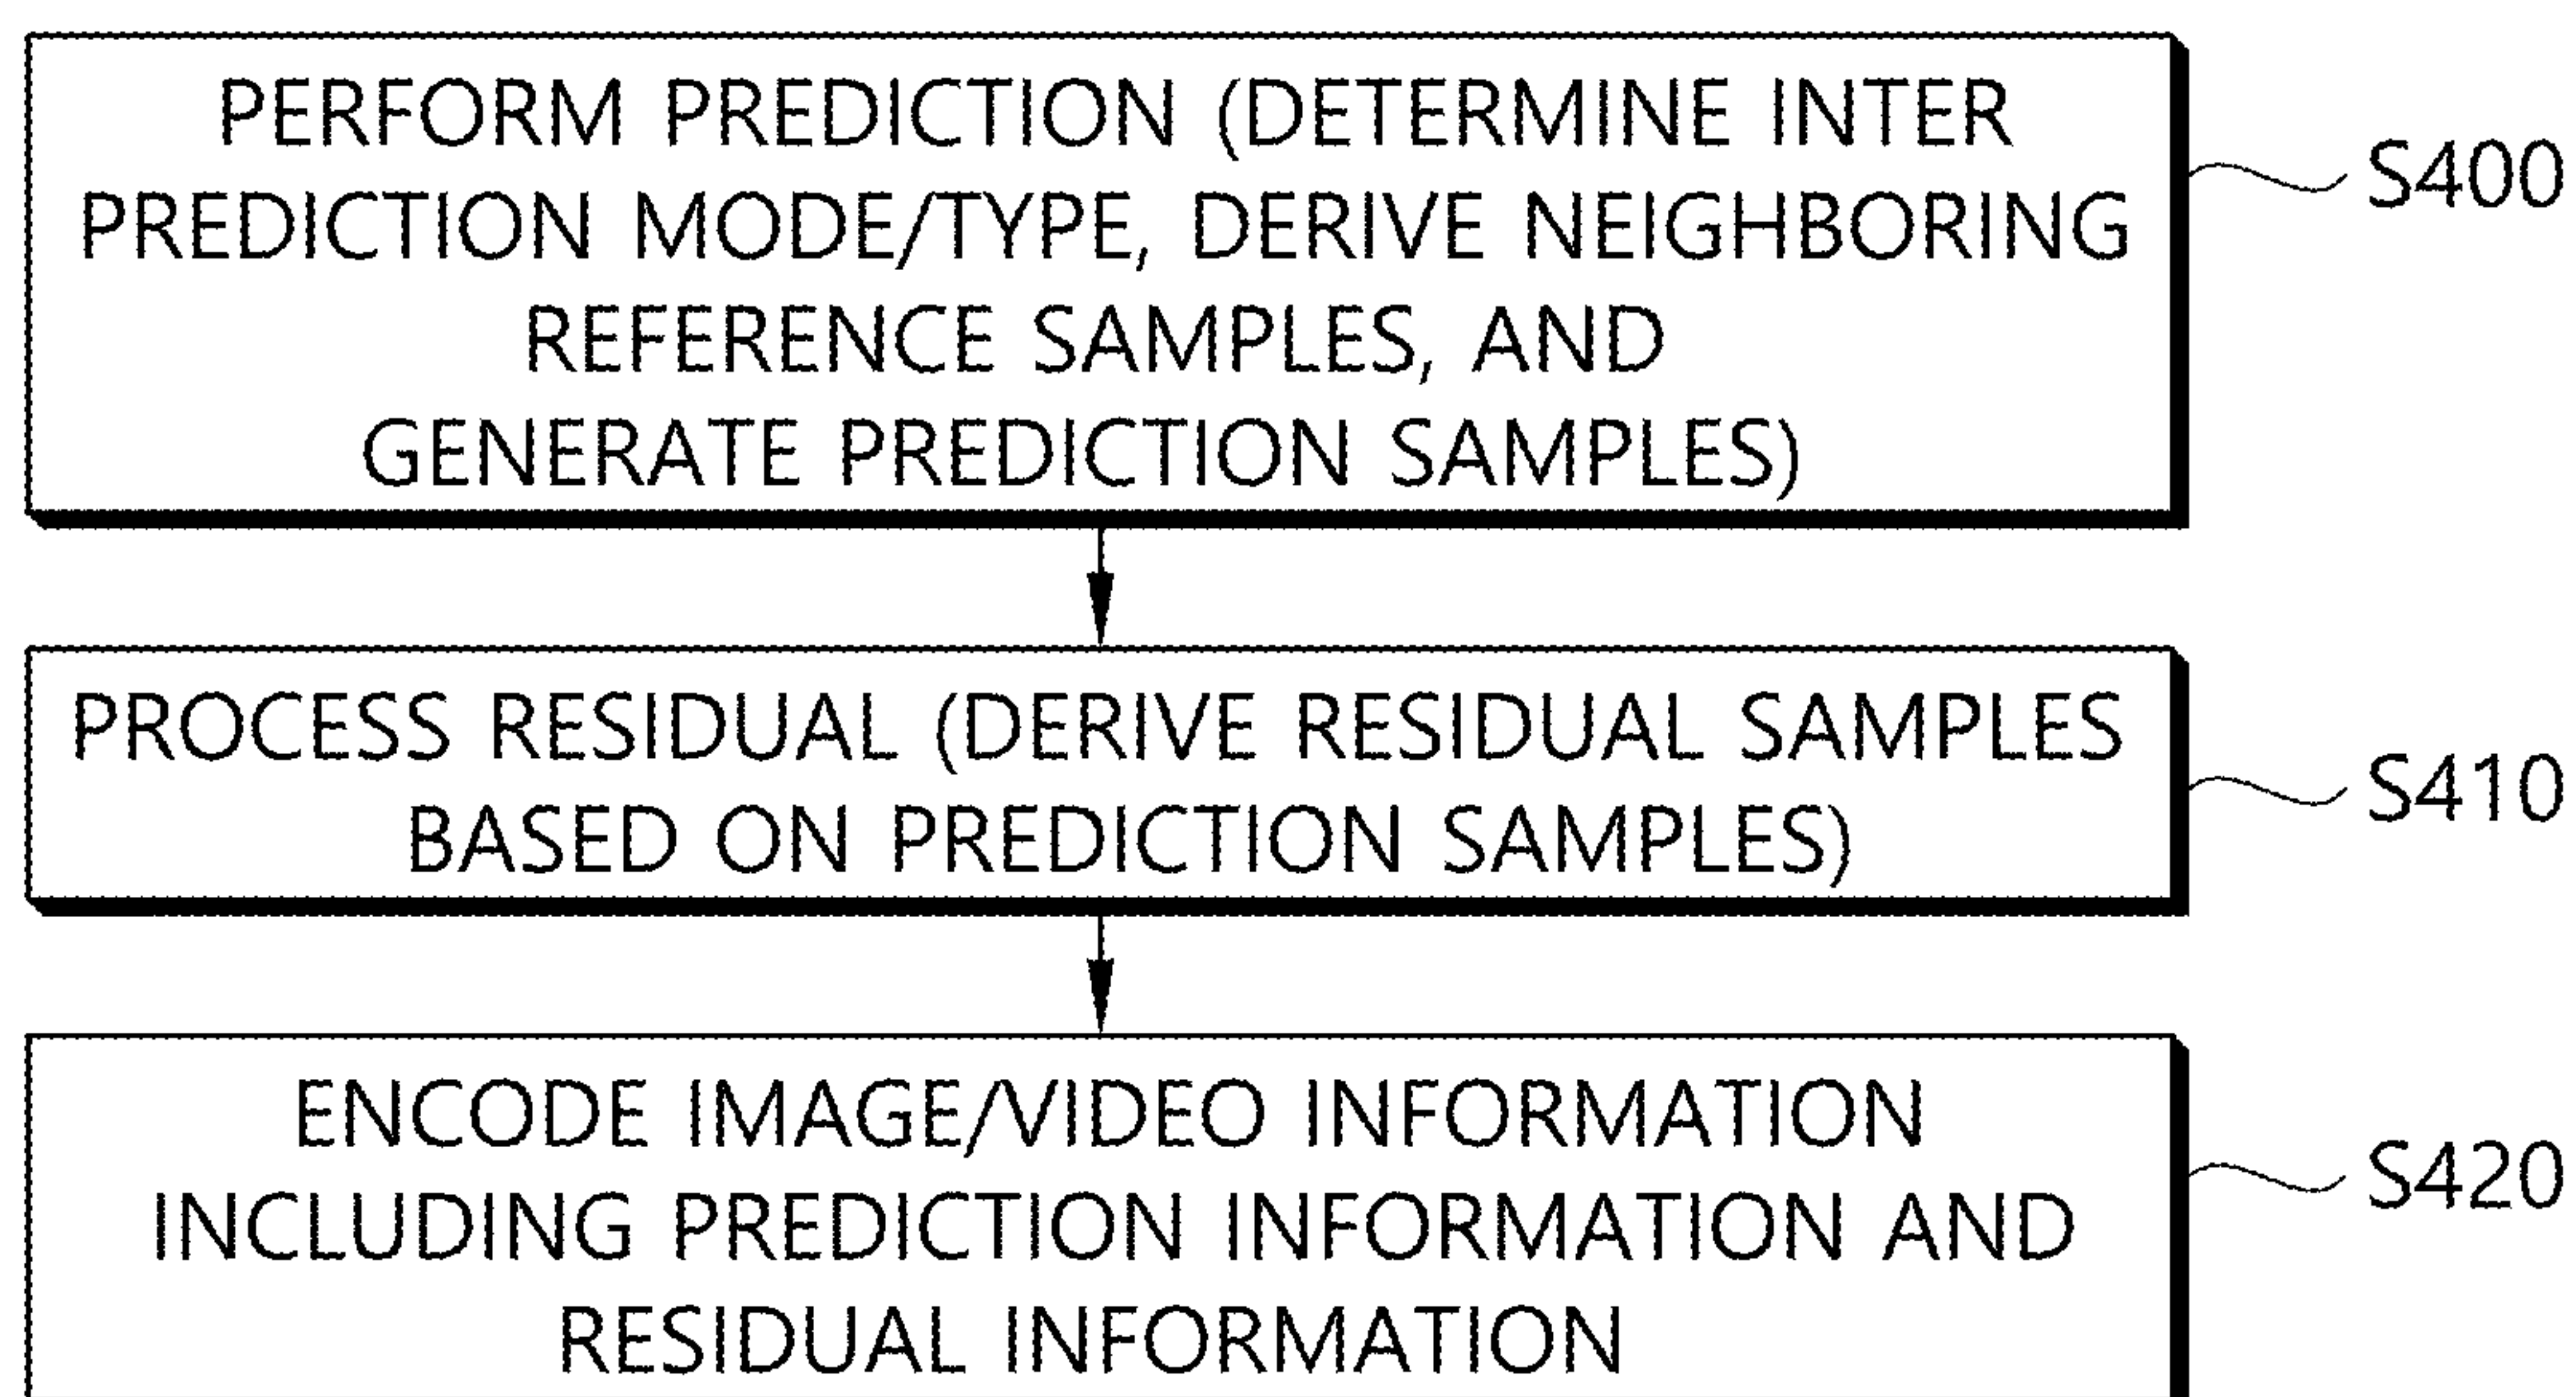 PERFORM PREDICTION (DETERMINE INTER
PREDICTION MODE/TYPE, DERIVE NEIGHBORING
REFERENCE SAMPLES, AND
GENERATE PREDICTION SAMPLES)
S400
PROCESS RESIDUAL (DERIVE RESIDUAL SAMPLES
BASED ON PREDICTION SAMPLES)
S410
ENCODE IMAGE/VIDEO INFORMATION
INCLUDING PREDICTION INFORMATION AND
RESIDUAL INFORMATION
S420